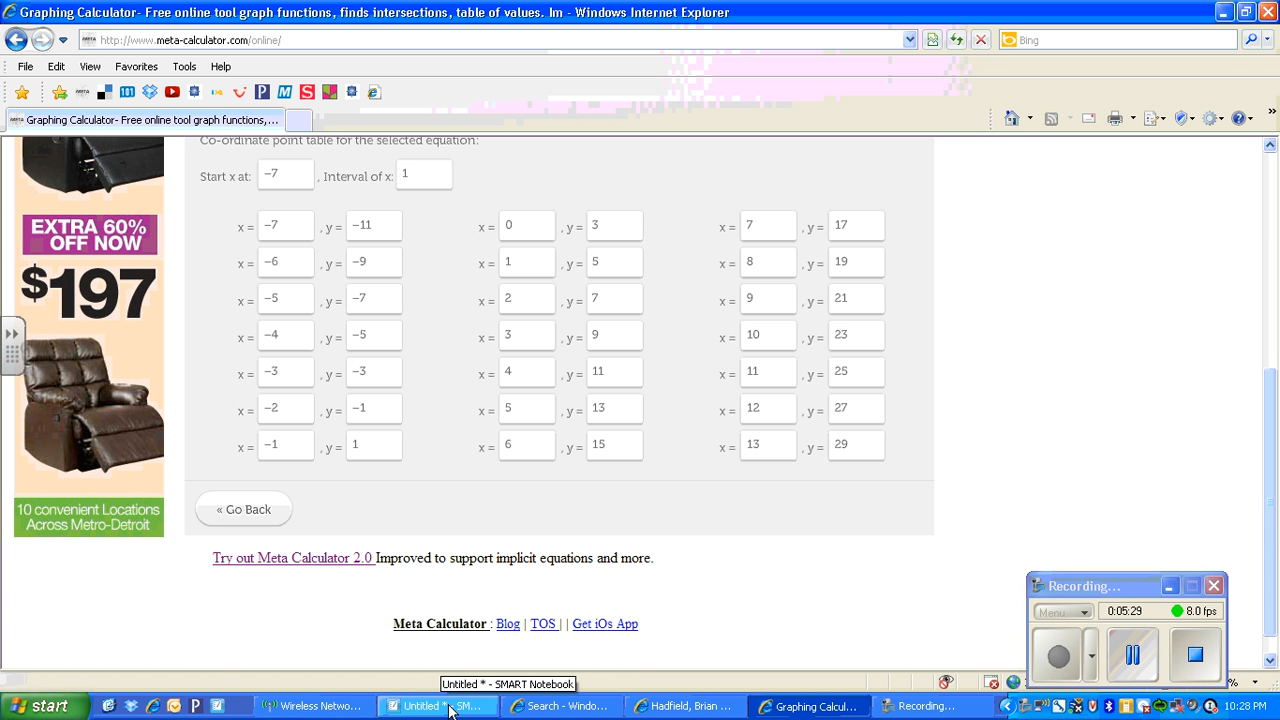 Graphing Calculator- Free online tool graph functions, finds intersections, table of values. Im - Windows Internet Explorer
http://www.meta-calculator.com/online/
Bing
File Edit View Favorites Tools Help
Graphing Calculator- Free online tool graph functions,...
Co-ordinate point table for the selected equation:
Start x at: −7 , Interval of x: 1
x = −7 , y = −11 x = 0 , y = 3 x = 7 , y = 17
x = −6 , y = −9 x = 1 , y = 5 x = 8 , y = 19
x = −5 , y = −7 x = 2 , y = 7 x = 9 , y = 21
x = −4 , y = −5 x = 3 , y = 9 x = 10 , y = 23
x = −3 , y = −3 x = 4 , y = 11 x = 11 , y = 25
x = −2 , y = −1 x = 5 , y = 13 x = 12 , y = 27
x = −1 , y = 1 x = 6 , y = 15 x = 13 , y = 29
« Go Back
EXTRA 60%
OFF NOW
$197
10 convenient Locations
Across Metro-Detroit
Try out Meta Calculator 2.0 Improved to support implicit equations and more.
Meta Calculator : Blog | TOS | | Get iOs App
Recording...
Menu 0:05:29 8.0 fps
Untitled * - SMART Notebook
start Wireless Netwo... Untitled * - SM... Search - Windo... Hadfield, Brian ... Graphing Calcul... Recording... 10:28 PM